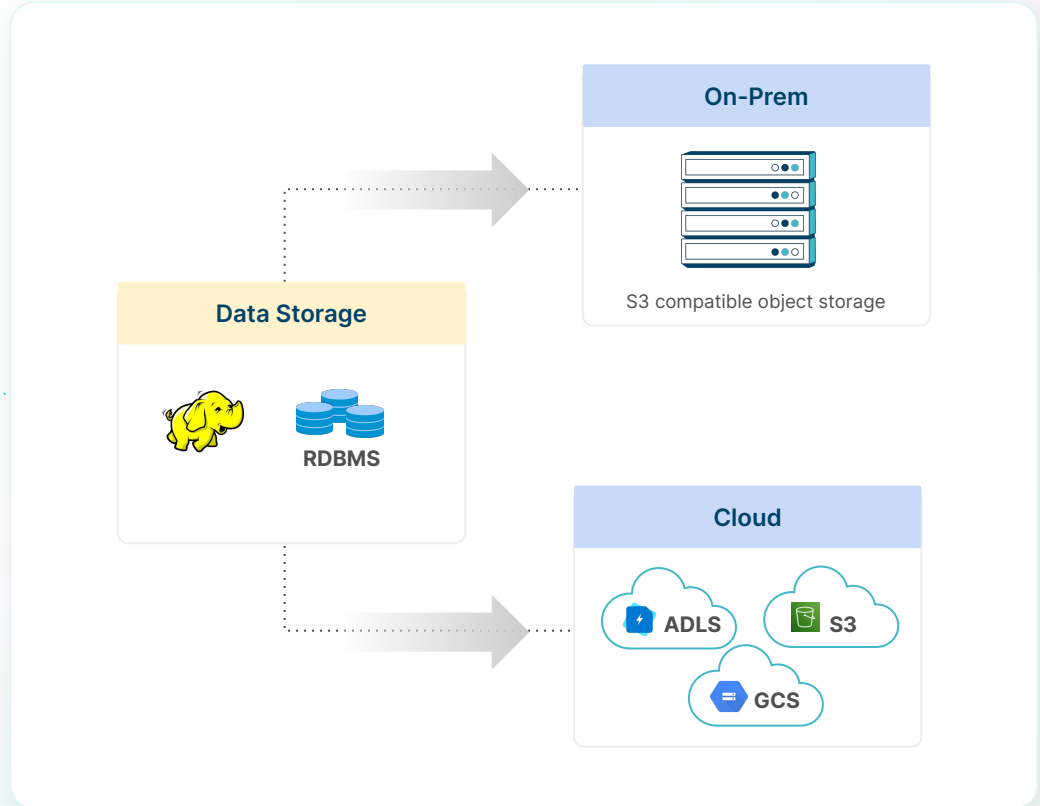 On-Prem
S3 compatible object storage
Data Storage
RDBMS
Cloud
ADLS
S3
GCS